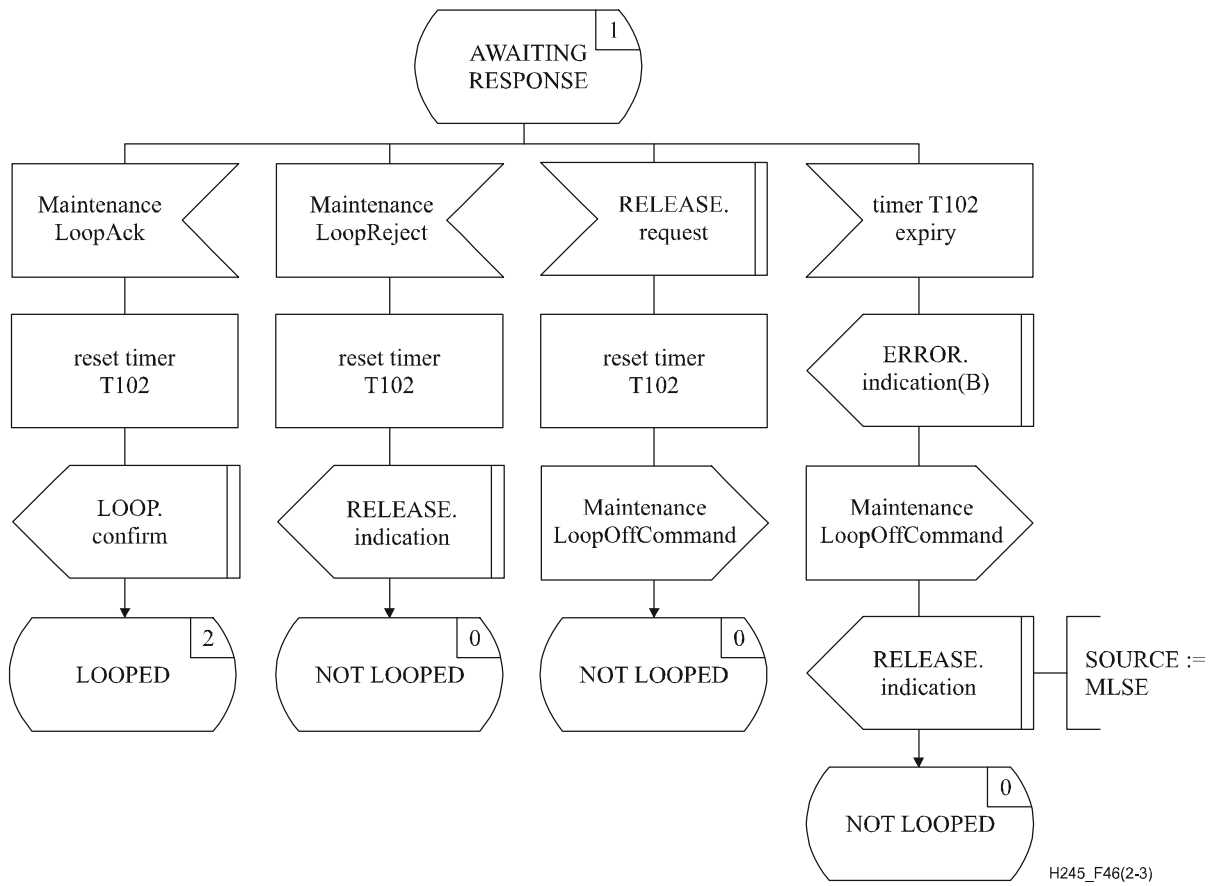 1
AWAITING
RESPONSE
Maintenance
LoopAck
Maintenance
LoopReject
RELEASE.
request
timer T102
expiry
reset timer
T102
reset timer
T102
reset timer
T102
ERROR.
indication(B)
LOOP.
confirm
RELEASE.
indication
Maintenance
LoopOffCommand
Maintenance
LoopOffCommand
2
LOOPED
0
NOT LOOPED
0
NOT LOOPED
RELEASE.
indication
SOURCE :=
MLSE
0
NOT LOOPED
H245_F46(2-3)